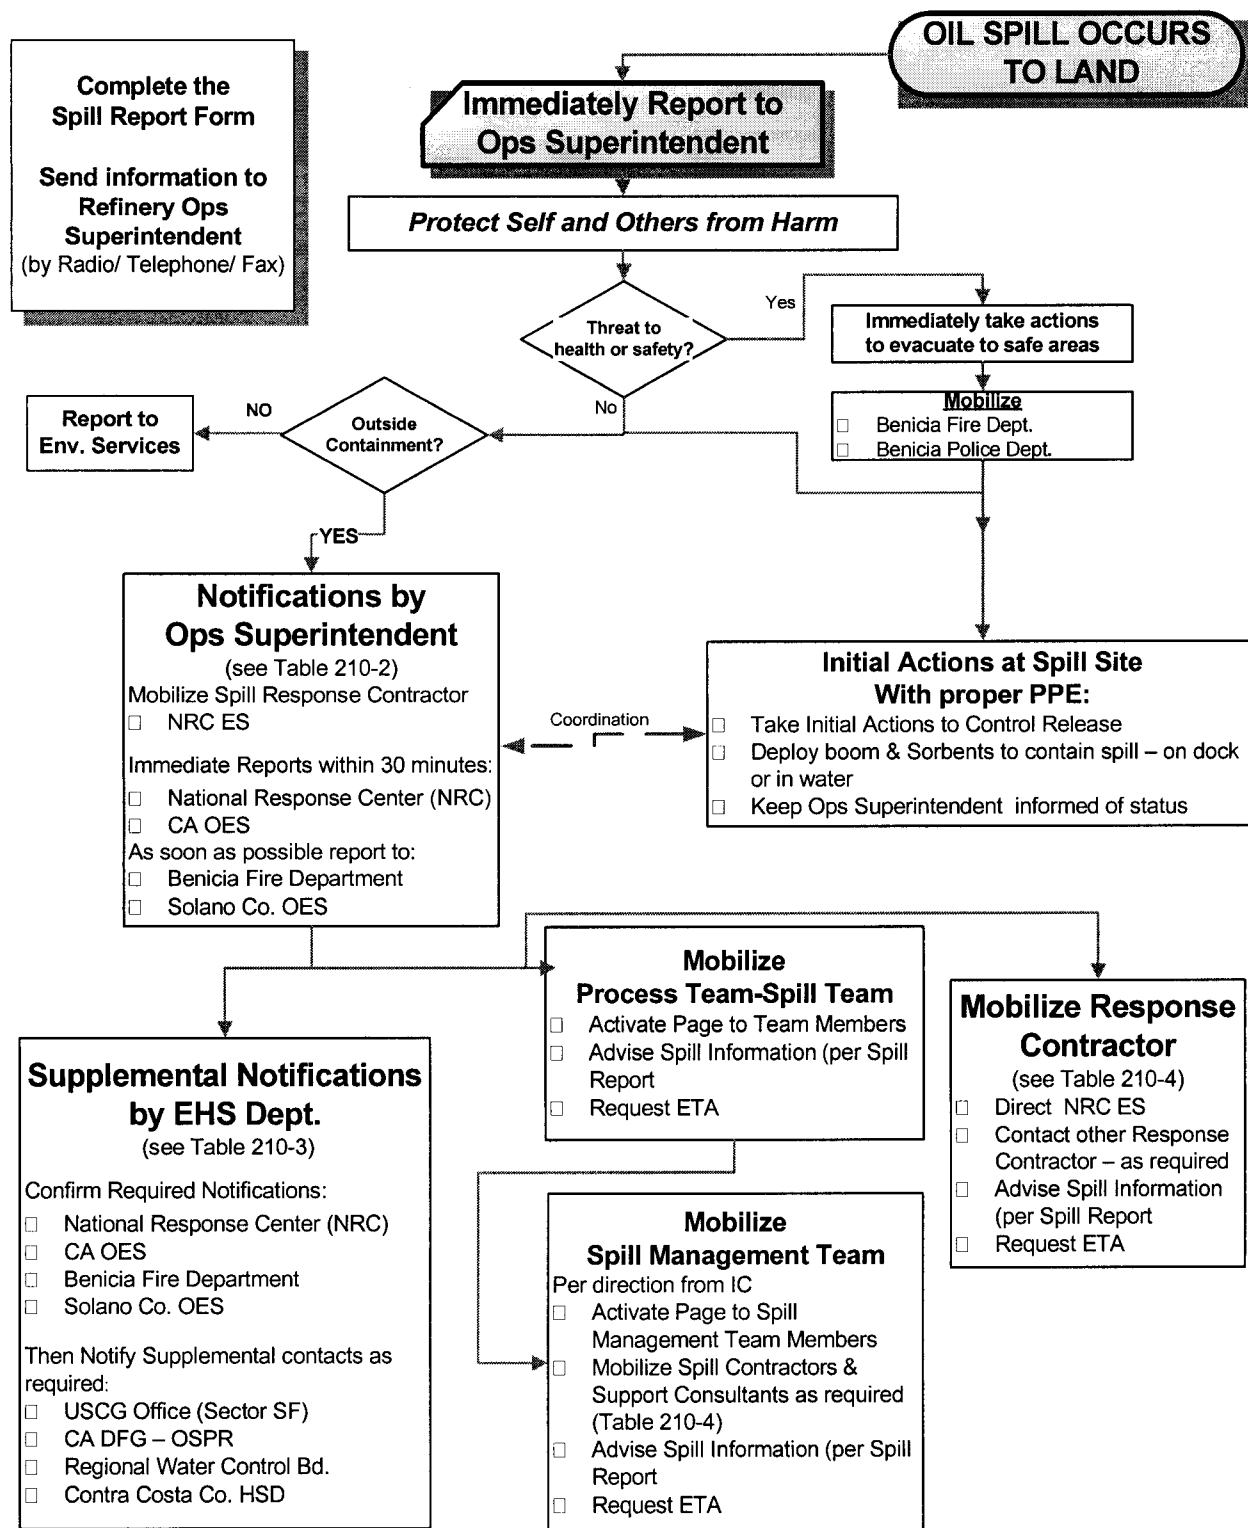 OIL SPILL OCCURS
TO LAND
Complete the
Spill Report Form
Send information to
Refinery Ops
Superintendent
(by Radio/ Telephone/ Fax)
Immediately Report to
Ops Superintendent
Protect Self and Others from Harm
Threat to
health or safety?
Yes
No
Immediately take actions
to evacuate to safe areas
Mobilize
☐ Benicia Fire Dept.
☐ Benicia Police Dept.
Outside
Containment?
NO
Report to
Env. Services
YES
Notifications by
Ops Superintendent
(see Table 210-2)
Mobilize Spill Response Contractor
☐ NRC ES
Immediate Reports within 30 minutes:
☐ National Response Center (NRC)
☐ CA OES
As soon as possible report to:
☐ Benicia Fire Department
☐ Solano Co. OES
Coordination
Initial Actions at Spill Site
With proper PPE:
☐ Take Initial Actions to Control Release
☐ Deploy boom & Sorbents to contain spill – on dock
or in water
☐ Keep Ops Superintendent informed of status
Supplemental Notifications
by EHS Dept.
(see Table 210-3)
Confirm Required Notifications:
☐ National Response Center (NRC)
☐ CA OES
☐ Benicia Fire Department
☐ Solano Co. OES
Then Notify Supplemental contacts as
required:
☐ USCG Office (Sector SF)
☐ CA DFG – OSPR
☐ Regional Water Control Bd.
☐ Contra Costa Co. HSD
Mobilize
Process Team-Spill Team
☐ Activate Page to Team Members
☐ Advise Spill Information (per Spill
Report
☐ Request ETA
Mobilize
Spill Management Team
Per direction from IC
☐ Activate Page to Spill
Management Team Members
☐ Mobilize Spill Contractors &
Support Consultants as required
(Table 210-4)
☐ Advise Spill Information (per Spill
Report
☐ Request ETA
Mobilize Response
Contractor
(see Table 210-4)
☐ Direct NRC ES
☐ Contact other Response
Contractor – as required
☐ Advise Spill Information
(per Spill Report
☐ Request ETA